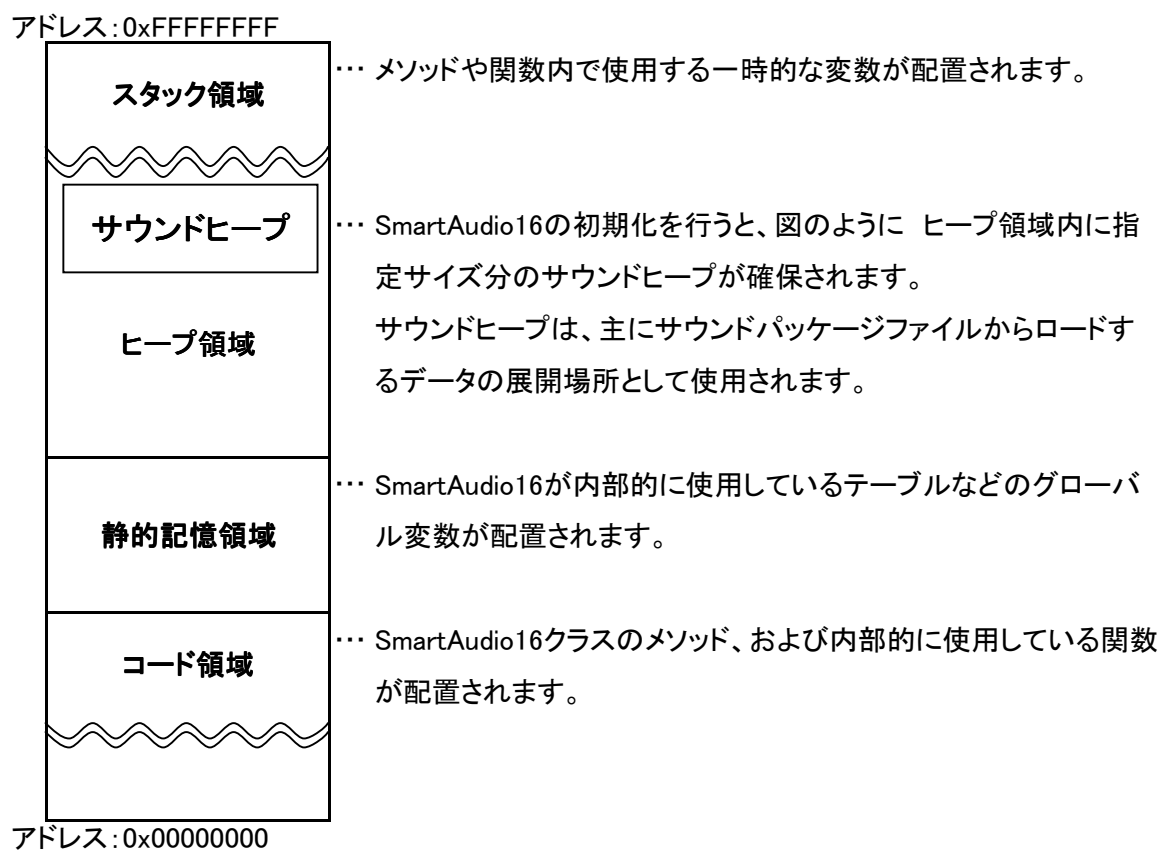 アドレス:0xFFFFFFFF
スタック領域
… メソッドや関数内で使用する一時的な変数が配置されます。
サウンドヒープ
… SmartAudio16の初期化を行うと、図のように ヒープ領域内に指
定サイズ分のサウンドヒープが確保されます。
サウンドヒープは、主にサウンドパッケージファイルからロードす
るデータの展開場所として使用されます。
ヒープ領域
… SmartAudio16が内部的に使用しているテーブルなどのグローバ
ル変数が配置されます。
静的記憶領域
… SmartAudio16クラスのメソッド、および内部的に使用している関数
が配置されます。
コード領域
アドレス:0x00000000